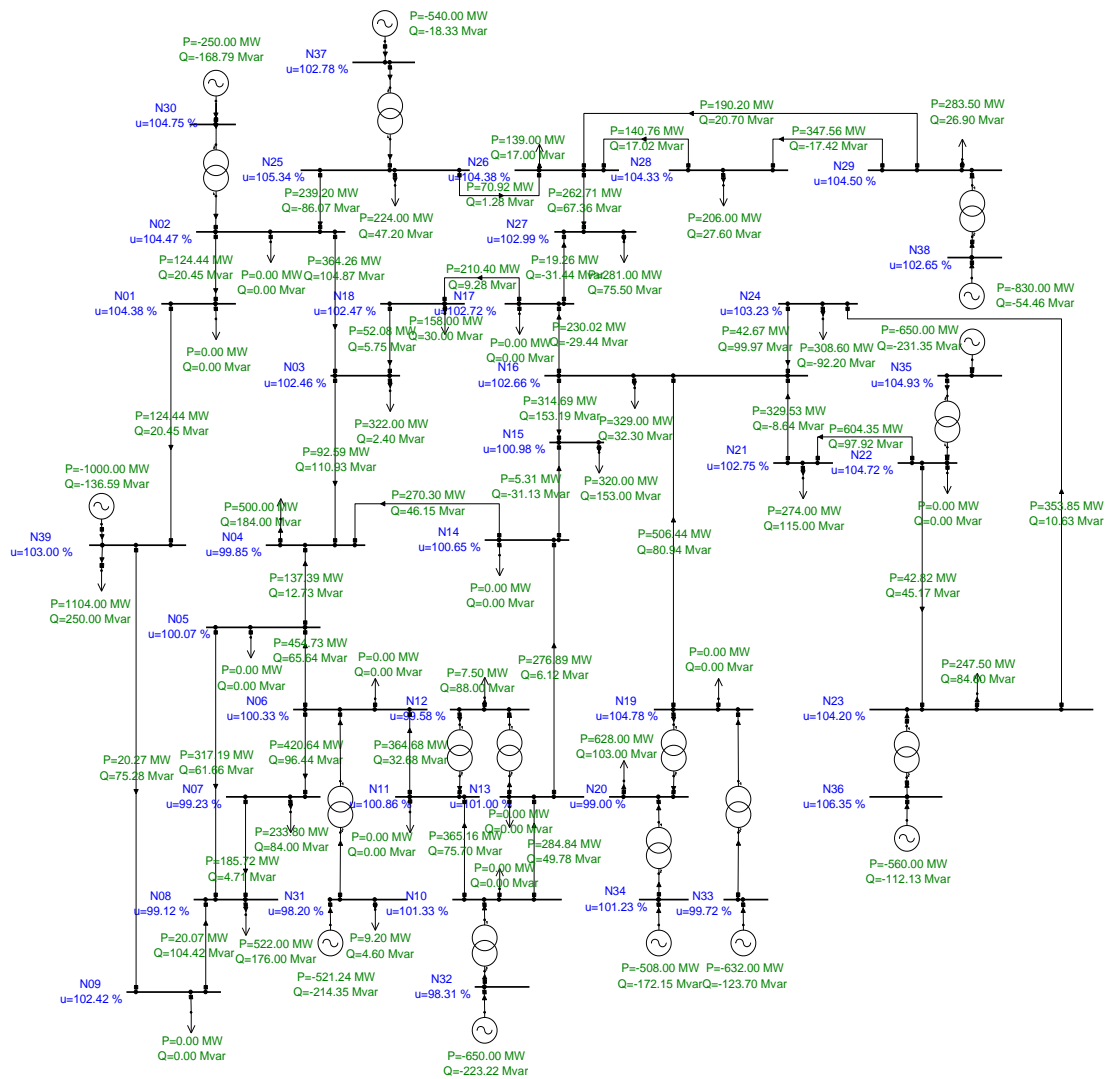 P=-540.00 MW
Q=-18.33 Mvar
P=-250.00 MW
Q=-168.79 Mvar
N37
u=102.78 %
N30
u=104.75 %
P=190.20 MW
Q=20.70 Mvar
P=283.50 MW
Q=26.90 Mvar
P=139.00 MW
Q=17.00 Mvar
P=140.76 MW
Q=17.02 Mvar
P=347.56 MW
Q=-17.42 Mvar
N25
u=105.34 %
N26
u=104.38 %
N28
u=104.33 %
N29
u=104.50 %
P=239.20 MW
Q=-86.07 Mvar
P=70.92 MW
Q=1.28 Mvar
P=262.71 MW
Q=67.36 Mvar
P=224.00 MW
Q=47.20 Mvar
P=206.00 MW
Q=27.60 Mvar
N02
u=104.47 %
N27
u=102.99 %
N38
u=102.65 %
P=124.44 MW
Q=20.45 Mvar
P=0.00 MW
Q=0.00 Mvar
P=364.26 MW
Q=104.87 Mvar
P=210.40 MW
Q=9.28 Mvar
P=19.26 MW
Q=-31.44 Mvar
P=281.00 MW
Q=75.50 Mvar
P=-830.00 MW
Q=-54.46 Mvar
N01
u=104.38 %
N18
u=102.47 %
N17
u=102.72 %
N24
u=103.23 %
P=0.00 MW
Q=0.00 Mvar
P=52.08 MW
Q=5.75 Mvar
P=158.00 MW
Q=30.00 Mvar
P=0.00 MW
Q=0.00 Mvar
P=230.02 MW
Q=-29.44 Mvar
P=42.67 MW
Q=99.97 Mvar
P=308.60 MW
Q=-92.20 Mvar
P=-650.00 MW
Q=-231.35 Mvar
N03
u=102.46 %
N16
u=102.66 %
N35
u=104.93 %
P=124.44 MW
Q=20.45 Mvar
P=322.00 MW
Q=2.40 Mvar
P=314.69 MW
Q=153.19 Mvar
P=329.00 MW
Q=32.30 Mvar
P=329.53 MW
Q=-8.64 Mvar
P=604.35 MW
Q=97.92 Mvar
N15
u=100.98 %
N21
u=102.75 %
N22
u=104.72 %
P=92.59 MW
Q=110.93 Mvar
P=-1000.00 MW
Q=-136.59 Mvar
P=5.31 MW
Q=-31.13 Mvar
P=320.00 MW
Q=153.00 Mvar
P=270.30 MW
Q=46.15 Mvar
P=500.00 MW
Q=184.00 Mvar
P=274.00 MW
Q=115.00 Mvar
P=0.00 MW
Q=0.00 Mvar
P=353.85 MW
Q=10.63 Mvar
N39
u=103.00 %
N04
u=99.85 %
N14
u=100.65 %
P=506.44 MW
Q=80.94 Mvar
P=1104.00 MW
Q=250.00 Mvar
P=137.39 MW
Q=12.73 Mvar
P=0.00 MW
Q=0.00 Mvar
P=42.82 MW
Q=45.17 Mvar
N05
u=100.07 %
P=454.73 MW
Q=65.64 Mvar
P=0.00 MW
Q=0.00 Mvar
P=0.00 MW
Q=0.00 Mvar
P=7.50 MW
Q=88.00 Mvar
P=276.89 MW
Q=6.12 Mvar
P=0.00 MW
Q=0.00 Mvar
P=247.50 MW
Q=84.60 Mvar
N06
u=100.33 %
N12
u=99.58 %
N19
u=104.78 %
N23
u=104.20 %
P=20.27 MW
Q=75.28 Mvar
P=317.19 MW
Q=61.66 Mvar
P=420.64 MW
Q=96.44 Mvar
P=364.68 MW
Q=32.68 Mvar
P=628.00 MW
Q=103.00 Mvar
N07
u=99.23 %
N11
u=100.86 %
N13
u=101.00 %
N20
u=99.00 %
N36
u=106.35 %
P=233.80 MW
Q=84.00 Mvar
P=0.00 MW
Q=0.00 Mvar
P=0.00 MW
Q=0.00 Mvar
P=365.16 MW
Q=75.70 Mvar
P=284.84 MW
Q=49.78 Mvar
P=185.72 MW
Q=4.71 Mvar
P=0.00 MW
Q=0.00 Mvar
P=-560.00 MW
Q=-112.13 Mvar
N08
u=99.12 %
N31
u=98.20 %
N10
u=101.33 %
N34
u=101.23 %
N33
u=99.72 %
P=20.07 MW
Q=104.42 Mvar
P=522.00 MW
Q=176.00 Mvar
P=9.20 MW
Q=4.60 Mvar
P=-521.24 MW
Q=-214.35 Mvar
P=-508.00 MW
Q=-172.15 Mvar
P=-632.00 MW
Q=-123.70 Mvar
N09
u=102.42 %
N32
u=98.31 %
P=0.00 MW
Q=0.00 Mvar
P=-650.00 MW
Q=-223.22 Mvar